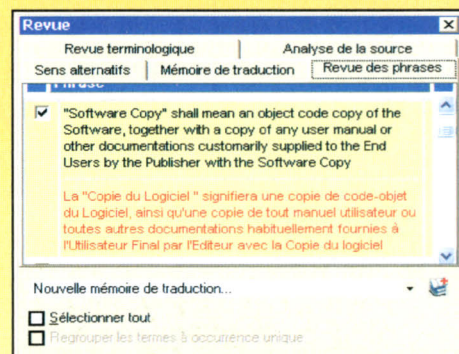 Revue
Revue terminologique
Analyse de la source
Sens alternatifs
Mémoire de traduction
Revue des phrases
Phrase
"Software Copy" shall mean an object code copy of the
Software, together with a copy of any user manual or
other documentations customarily supplied to the End
Users by the Publisher with the Software Copy
La "Copie du Logiciel " signifiera une copie de code-objet
du Logiciel, ainsi qu'une copie de tout manuel utilisateur ou
toutes autres documentations habituellement fournies à
l'Utilisateur Final par l'Editeur avec la Copie du logiciel
Nouvelle mémoire de traduction...
Sélectionner tout
Regrouper les termes à occurrence unique